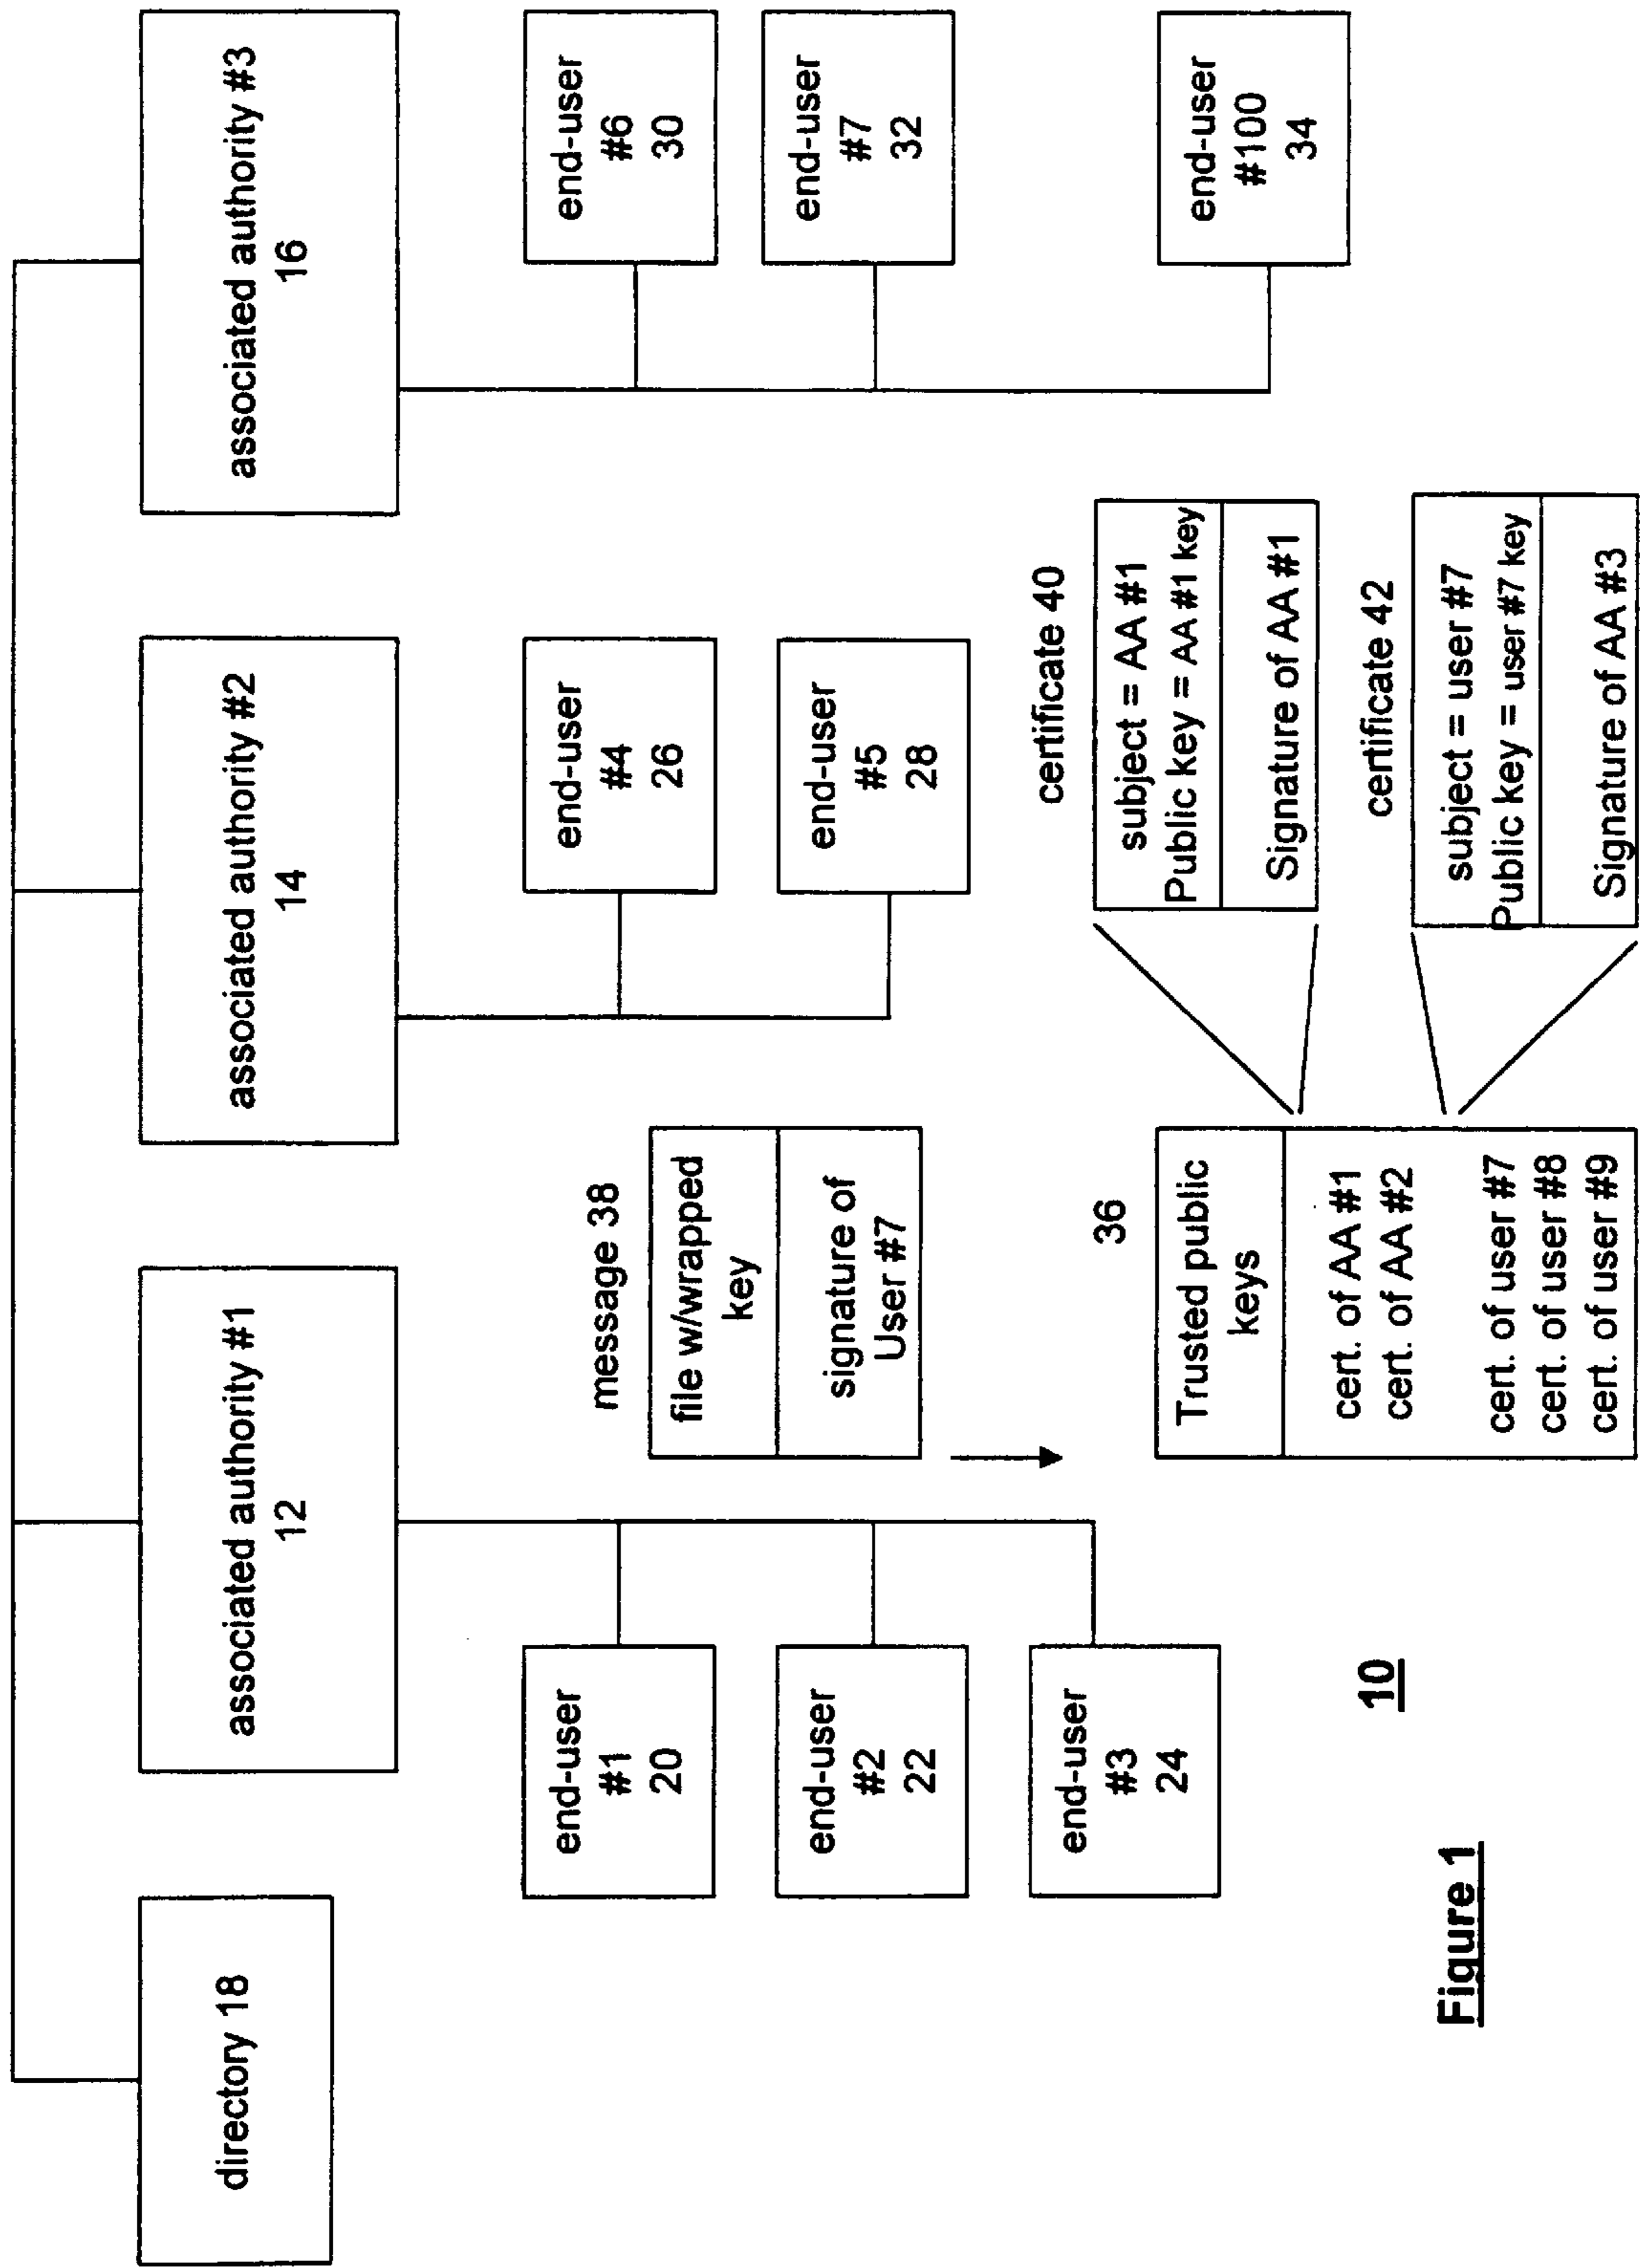 directory 18
associated authority #1
12
associated authority #2
14
associated authority #3
16
end-user
#1
20
end-user
#2
22
end-user
#3
24
message 38
file w/wrapped
key
signature of
User #7
end-user
#4
26
end-user
#5
28
end-user
#6
30
end-user
#7
32
end-user
#100
34
36
Trusted public
keys
cert. of AA #1
cert. of AA #2
cert. of user #7
cert. of user #8
cert. of user #9
certificate 40
subject = AA #1
Public key = AA #1 key
Signature of AA #1
certificate 42
subject = user #7
Public key = user #7 key
Signature of AA #3
10
Figure 1